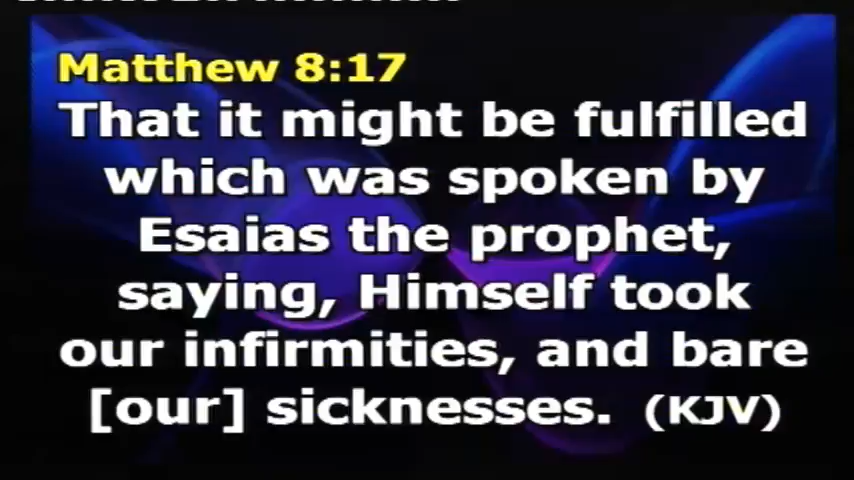 Matthew 8:17
That it might be fulfilled
which was spoken by
Esaias the prophet,
saying, Himself took
our infirmities, and bare
[our] sicknesses. (KJV)